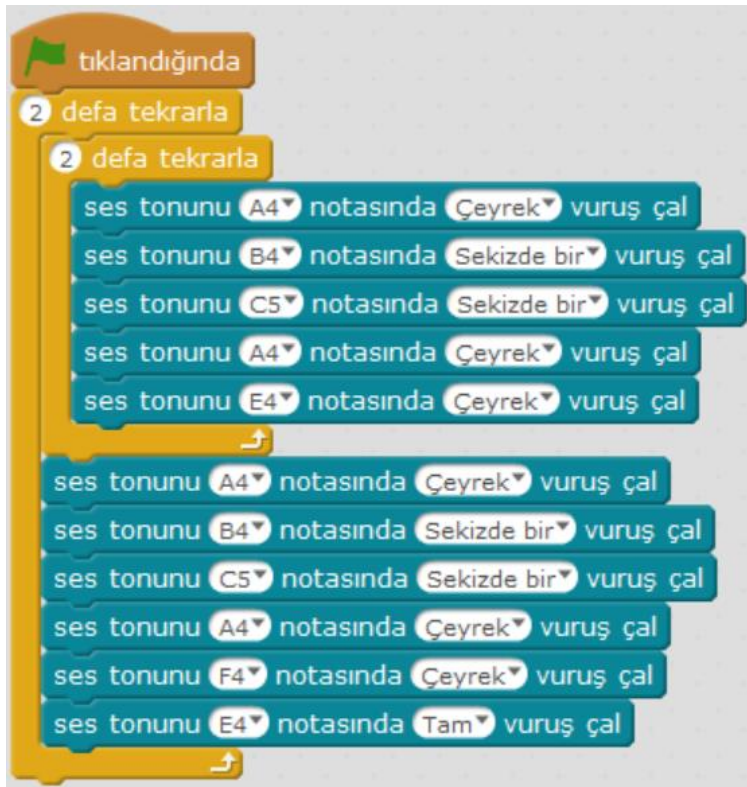 tıklandığında
2 defa tekrarla
2 defa tekrarla
ses tonunu A4 notasında Çeyrek vuruş çal
ses tonunu B4 notasında Sekizde bir vuruş çal
ses tonunu C5 notasında Sekizde bir vuruş çal
ses tonunu A4 notasında Çeyrek vuruş çal
ses tonunu E4 notasında Çeyrek vuruş çal
ses tonunu A4 notasında Çeyrek vuruş çal
ses tonunu B4 notasında Sekizde bir vuruş çal
ses tonunu C5 notasında Sekizde bir vuruş çal
ses tonunu A4 notasında Çeyrek vuruş çal
ses tonunu F4 notasında Çeyrek vuruş çal
ses tonunu E4 notasında Tam vuruş çal